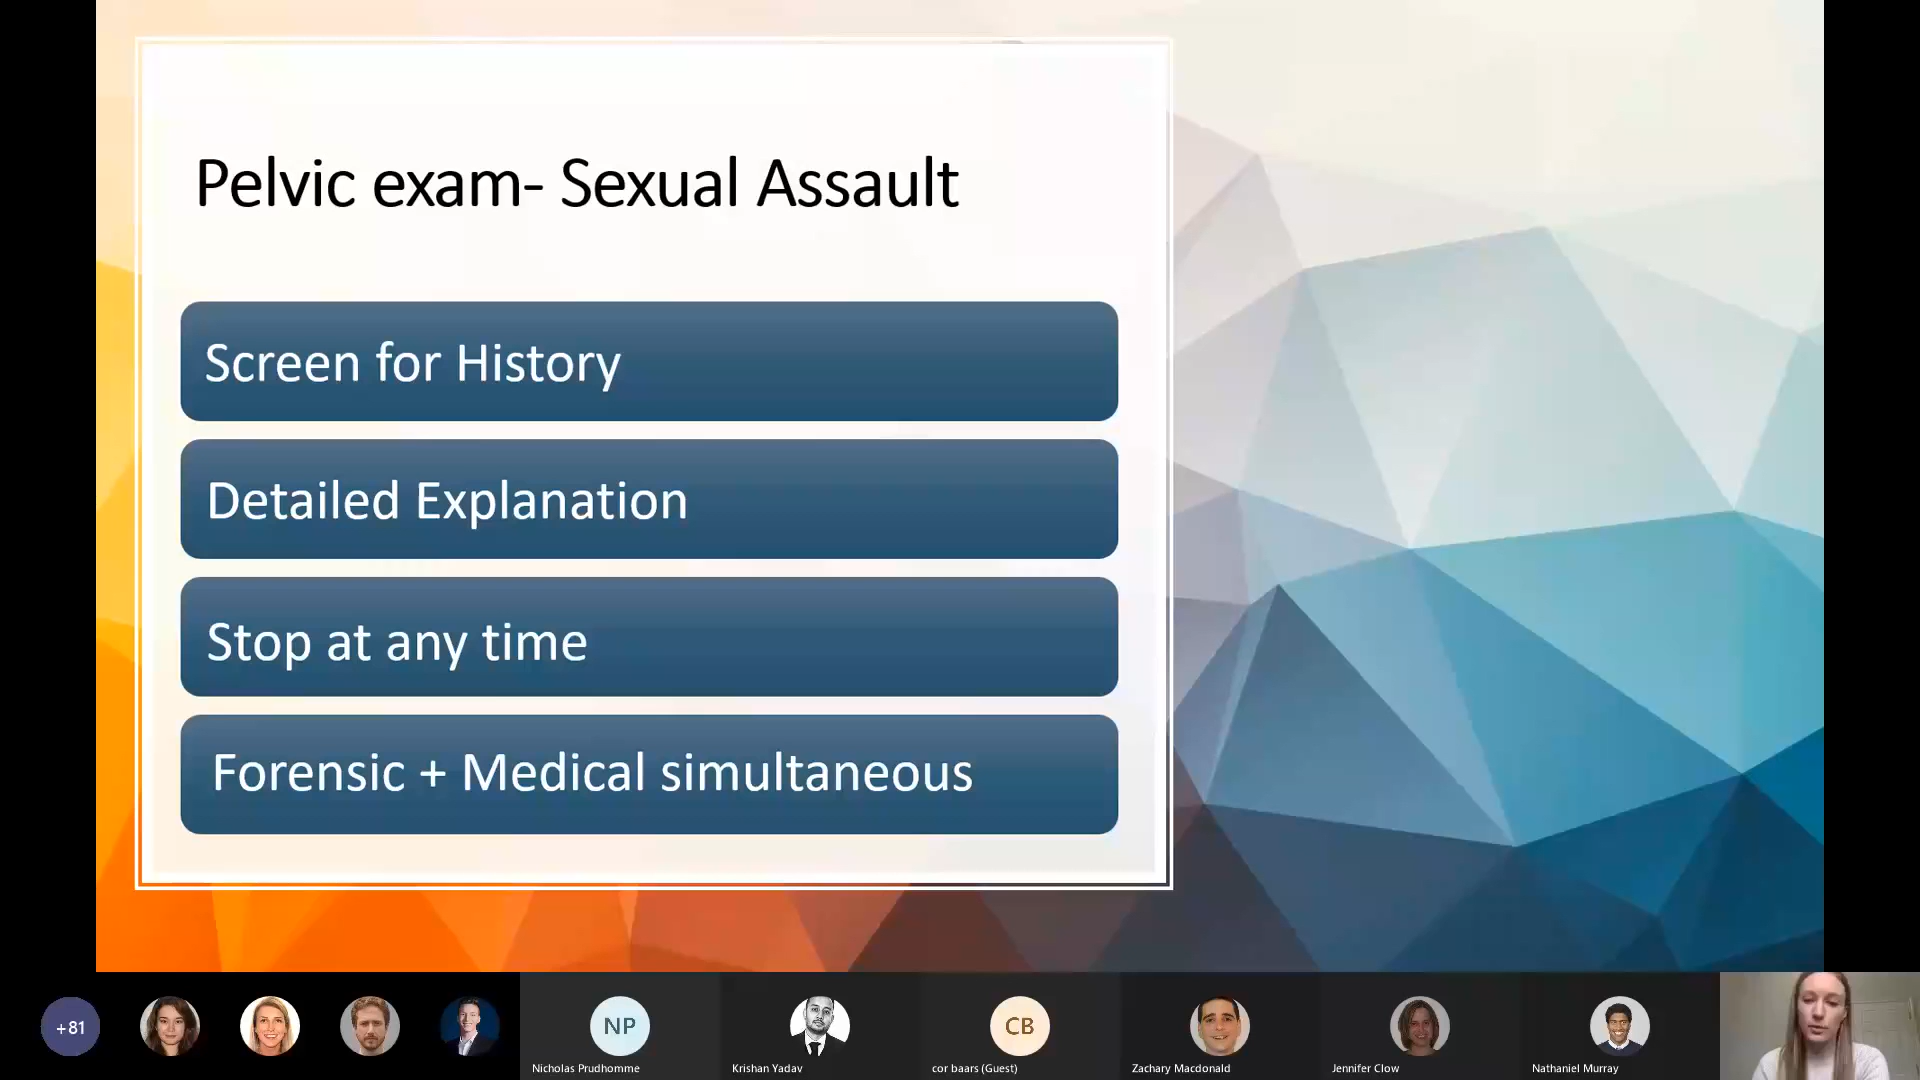 Pelvic exam- Sexual Assault
Screen for History
Detailed Explanation
Stop at any time
Forensic + Medical simultaneous
+81
NP
CB
Nicholas Prudhomme
Krishan Yadav
cor baars (Guest)
Zachary Macdonald
Jennifer Clow
Nathaniel Murray